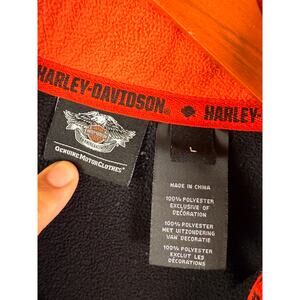 HARLEY-DAVIDSON® HARLEY-
GENUINE MOTORCLOTHES®
L
MADE IN CHINA
100% POLYESTER
EXCLUSIVE OF
DECORATION
100% POLYESTER
MET UITZONDERING
VAN DECORATIE
100% POLYESTER
EXCLUT LES
DÉCORATIONS